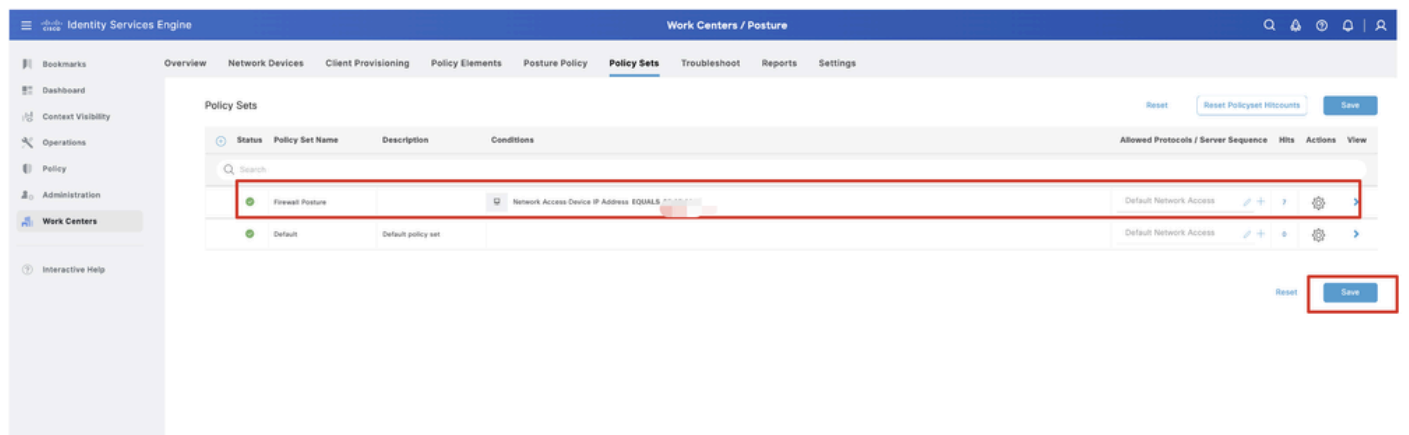 cisco Identity Services Engine
Work Centers / Posture
Bookmarks
Dashboard
Context Visibility
Operations
Policy
Administration
Work Centers
Interactive Help
Overview Network Devices Client Provisioning Policy Elements Posture Policy Policy Sets Troubleshoot Reports Settings
Policy Sets
Reset Reset Policyset Hitcounts Save
Status Policy Set Name Description Conditions Allowed Protocols / Server Sequence Hits Actions View
Search
Firewall Posture Network Access Device IP Address EQUALS Default Network Access 7
Default Default policy set Default Network Access 0
Reset Save